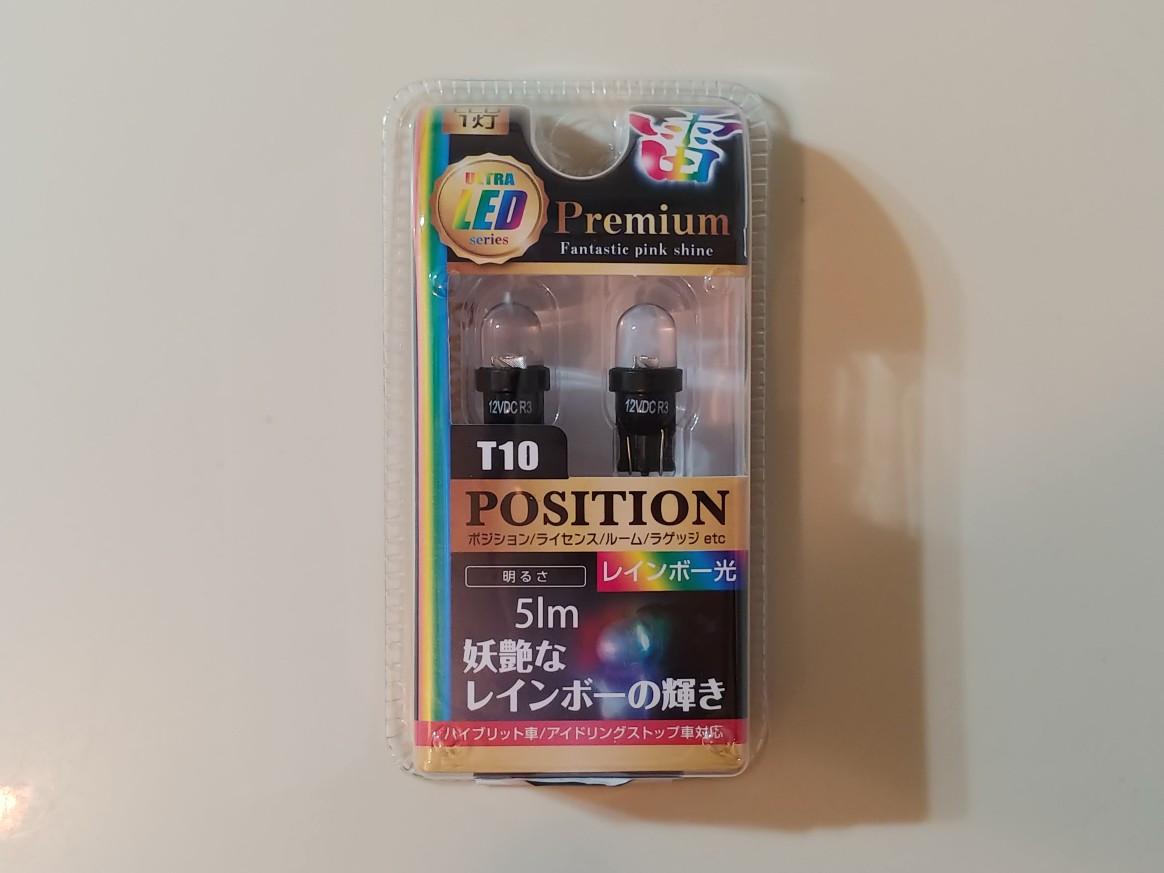 1灯
雷
ULTRA
LED
series
Premium
Fantastic pink shine
12VDC R3
12VDC R3
T10
POSITION
ポジション/ライセンス/ルーム/ラゲッジ etc
明るさ
レインボー光
5lm
妖艶な
レインボーの輝き
ハイブリット車/アイドリングストップ車対応